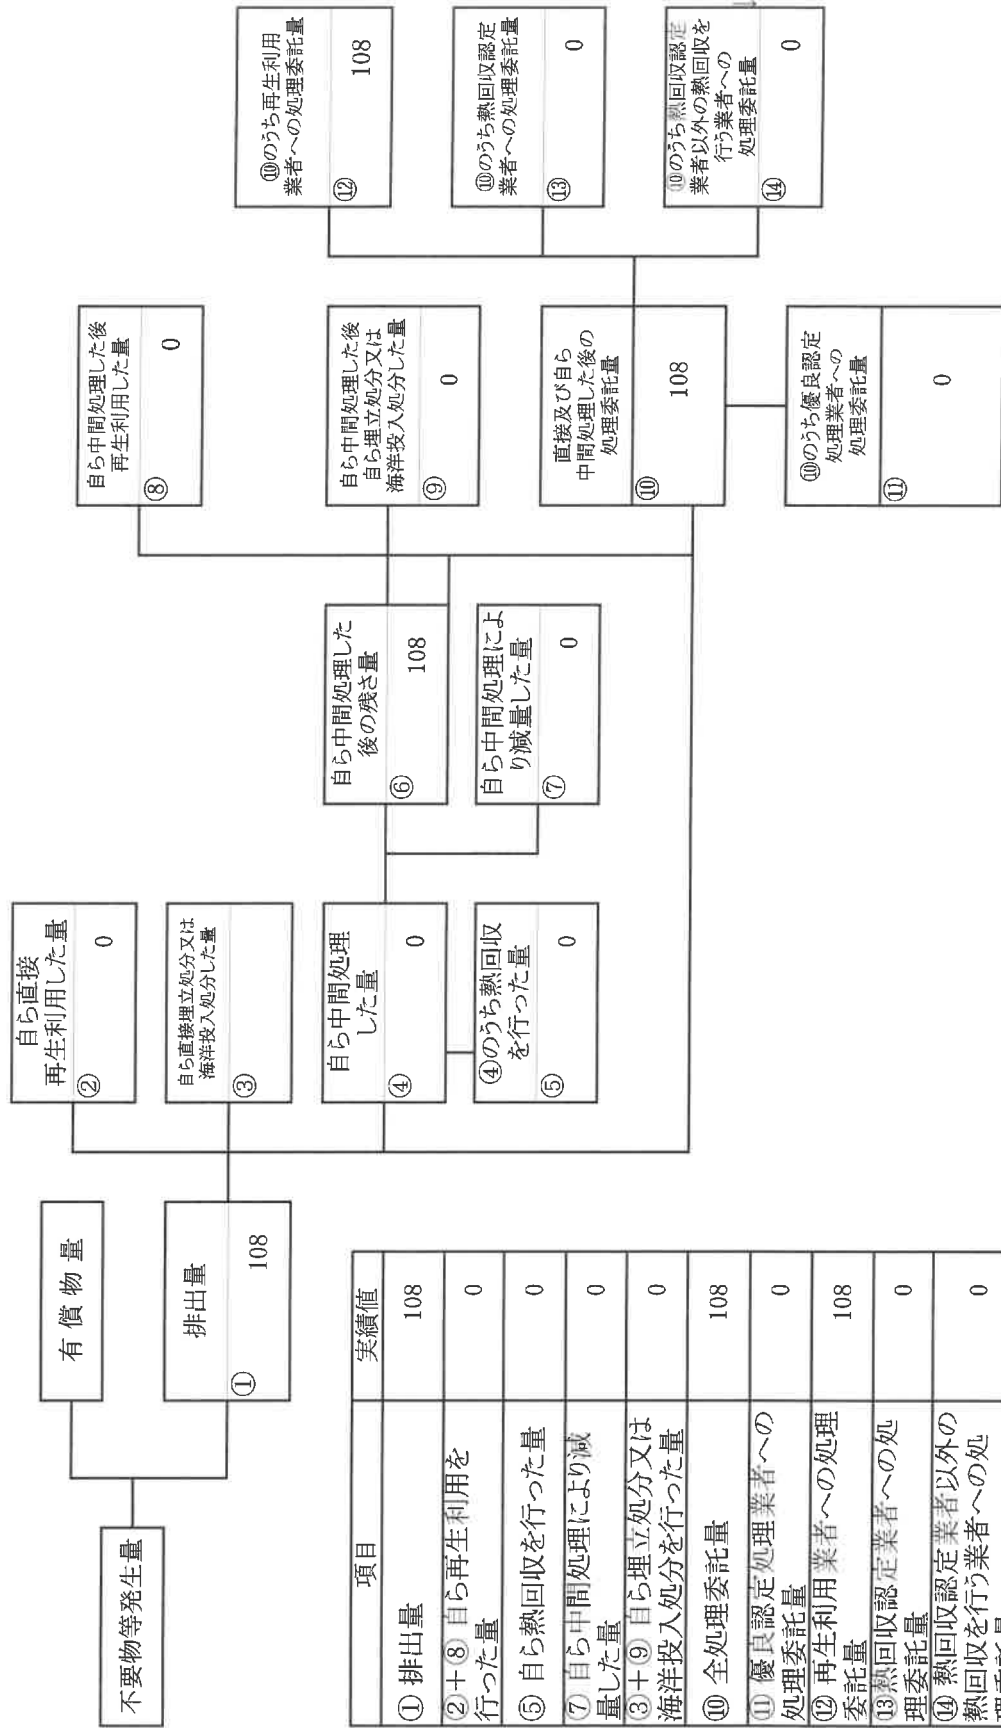 不要物等発生量
有償物量
排出量
①
108
自ら直接
再生利用した量
②
0
自ら直接埋立処分又は
海洋投入処分した量
③
自ら中間処理
した量
④
0
④のうち熱回収
を行った量
⑤
0
自ら中間処理した
後の残さ量
⑥
108
自ら中間処理によ
り減量した量
⑦
0
自ら中間処理した後
再生利用した量
⑧
0
自ら中間処理した後
自ら埋立処分又は
海洋投入処分した量
⑨
0
直接及び自ら
中間処理した後の
処理委託量
⑩
108
⑩のうち優良認定
処理業者への
処理委託量
⑪
0
⑩のうち再生利用
業者への処理委託量
⑫
108
⑩のうち熱回収認定
業者への処理委託量
⑬
0
⑩のうち熱回収認定
業者以外の熱回収を
行う業者への
処理委託量
⑭
0
項目 実績値
①排出量 108
②+⑧ 自ら再生利用を
行った量 0
⑤ 自ら熱回収を行った量 0
⑦ 自ら中間処理により減
量した量 0
③+⑨ 自ら埋立処分又は
海洋投入処分を行った量 0
⑩ 全処理委託量 108
⑪ 優良認定処理業者への
処理委託量 0
⑫ 再生利用業者への処理
委託量 108
⑬熱回収認定業者への処
理委託量 0
⑭ 熱回収認定業者以外の
熱回収を行う業者への処 0